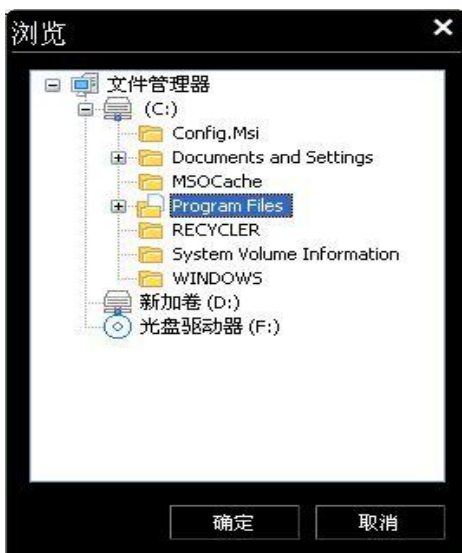 浏览
文件管理器
(C:)
Config.Msi
Documents and Settings
MSOCache
Program Files
RECYCLER
System Volume Information
WINDOWS
新加卷 (D:)
光盘驱动器 (F:)
确定 取消